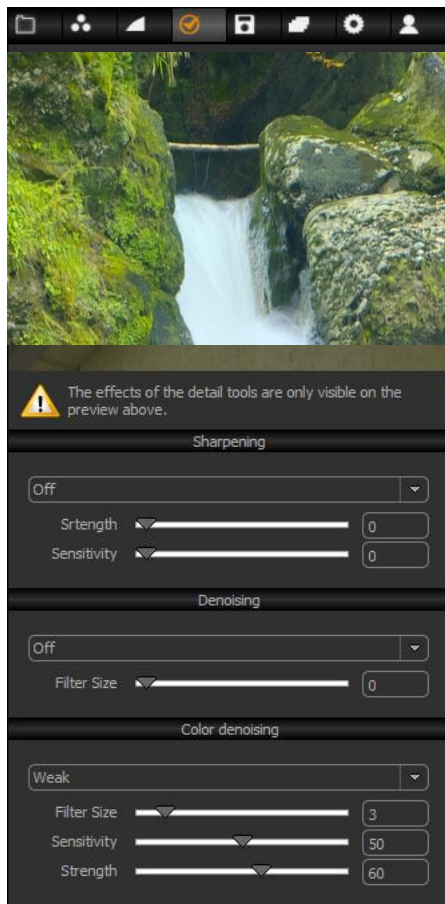 The effects of the detail tools are only visible on the
preview above.
Sharpening
Off
Srtength 0
Sensitivity 0
Denoising
Off
Filter Size 0
Color denoising
Weak
Filter Size 3
Sensitivity 50
Strength 60